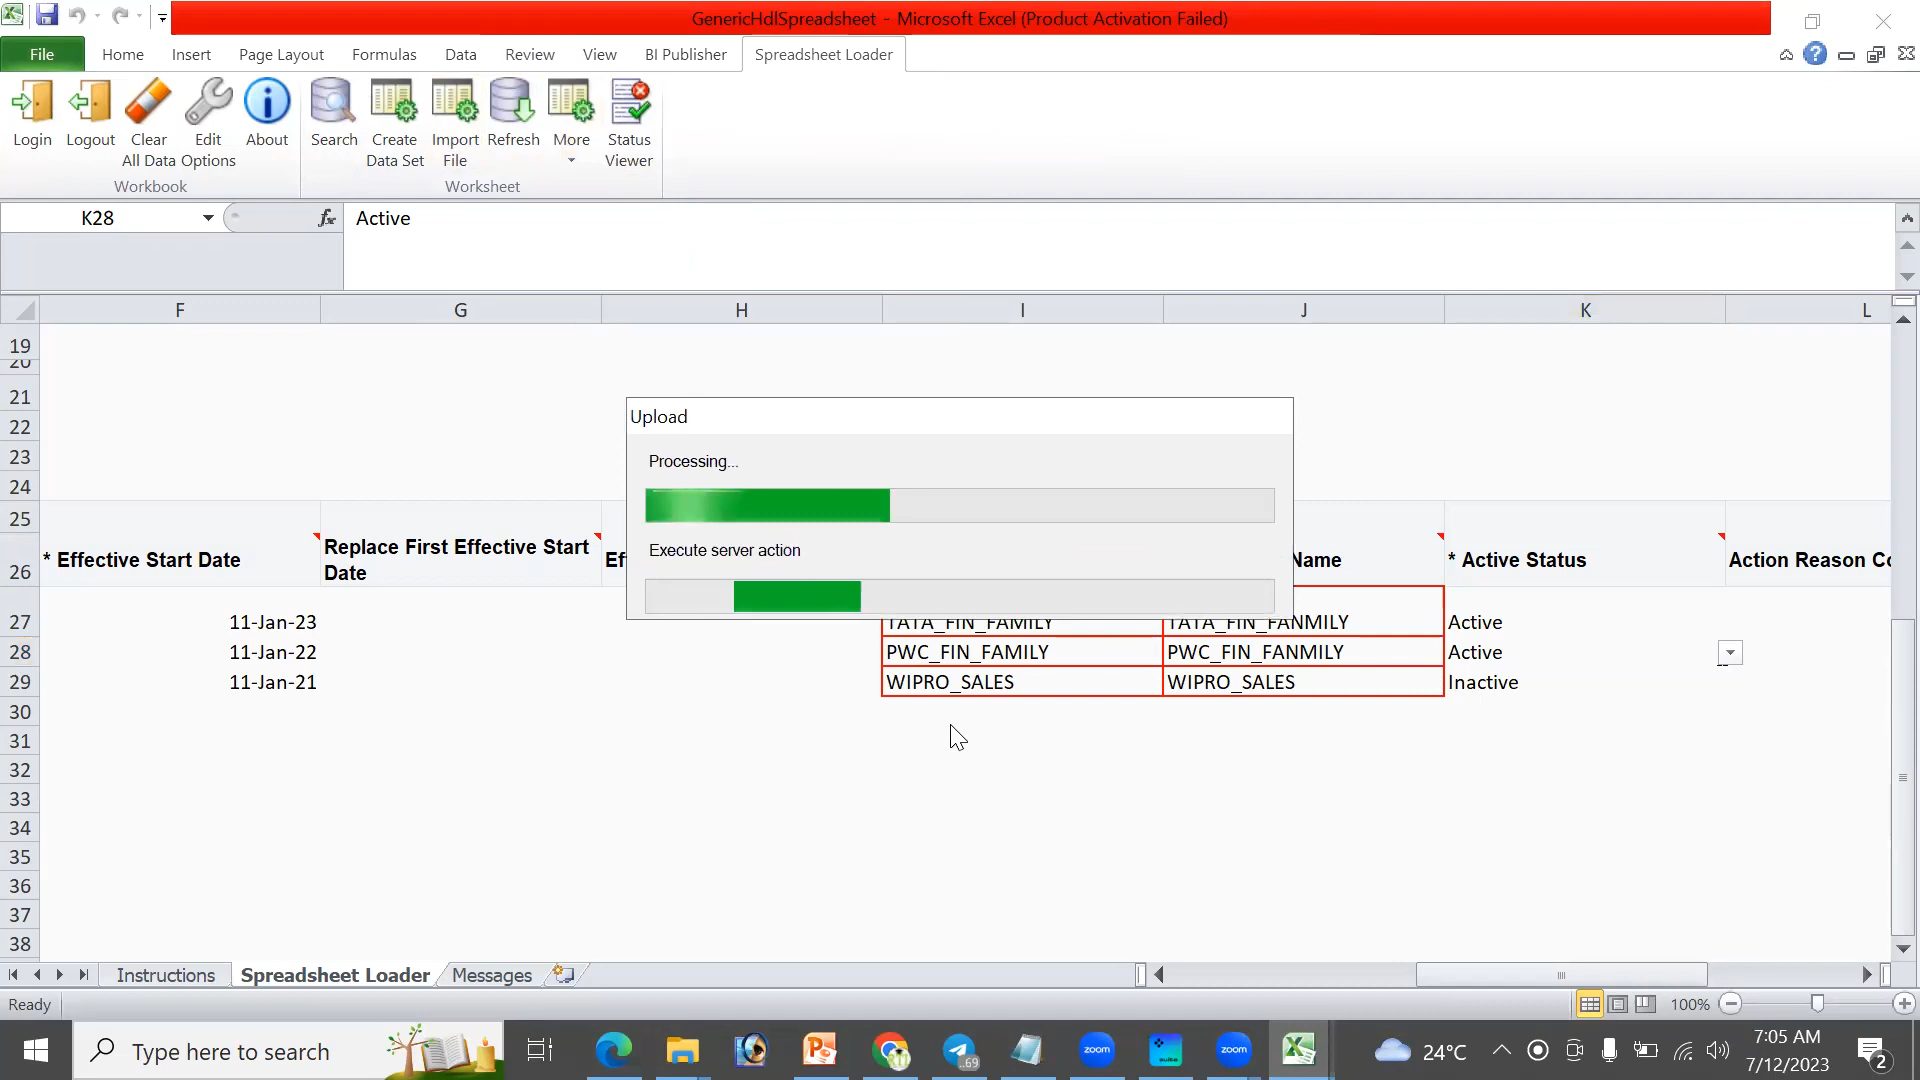 GenericHdlSpreadsheet - Microsoft Excel (Product Activation Failed)
File Home Insert Page Layout Formulas Data Review View BI Publisher Spreadsheet Loader
Login Logout Clear All Data Edit Options About Search Create Data Set Import File Refresh More Status Viewer
Workbook Worksheet
K28 fx Active
F G H I J K L
19
20
21
22
23
24
25
Upload
Processing...
Execute server action
26 * Effective Start Date Replace First Effective Start Date Ef Name * Active Status Action Reason Co
27 11-Jan-23 TATA_FIN_FAMILY TATA_FIN_FANMILY Active
28 11-Jan-22 PWC_FIN_FAMILY PWC_FIN_FANMILY Active
29 11-Jan-21 WIPRO_SALES WIPRO_SALES Inactive
30
31
32
33
34
35
36
37
38
Instructions Spreadsheet Loader Messages
Ready 100%
Type here to search zoom zoom 24°C 7:05 AM
7/12/2023 2